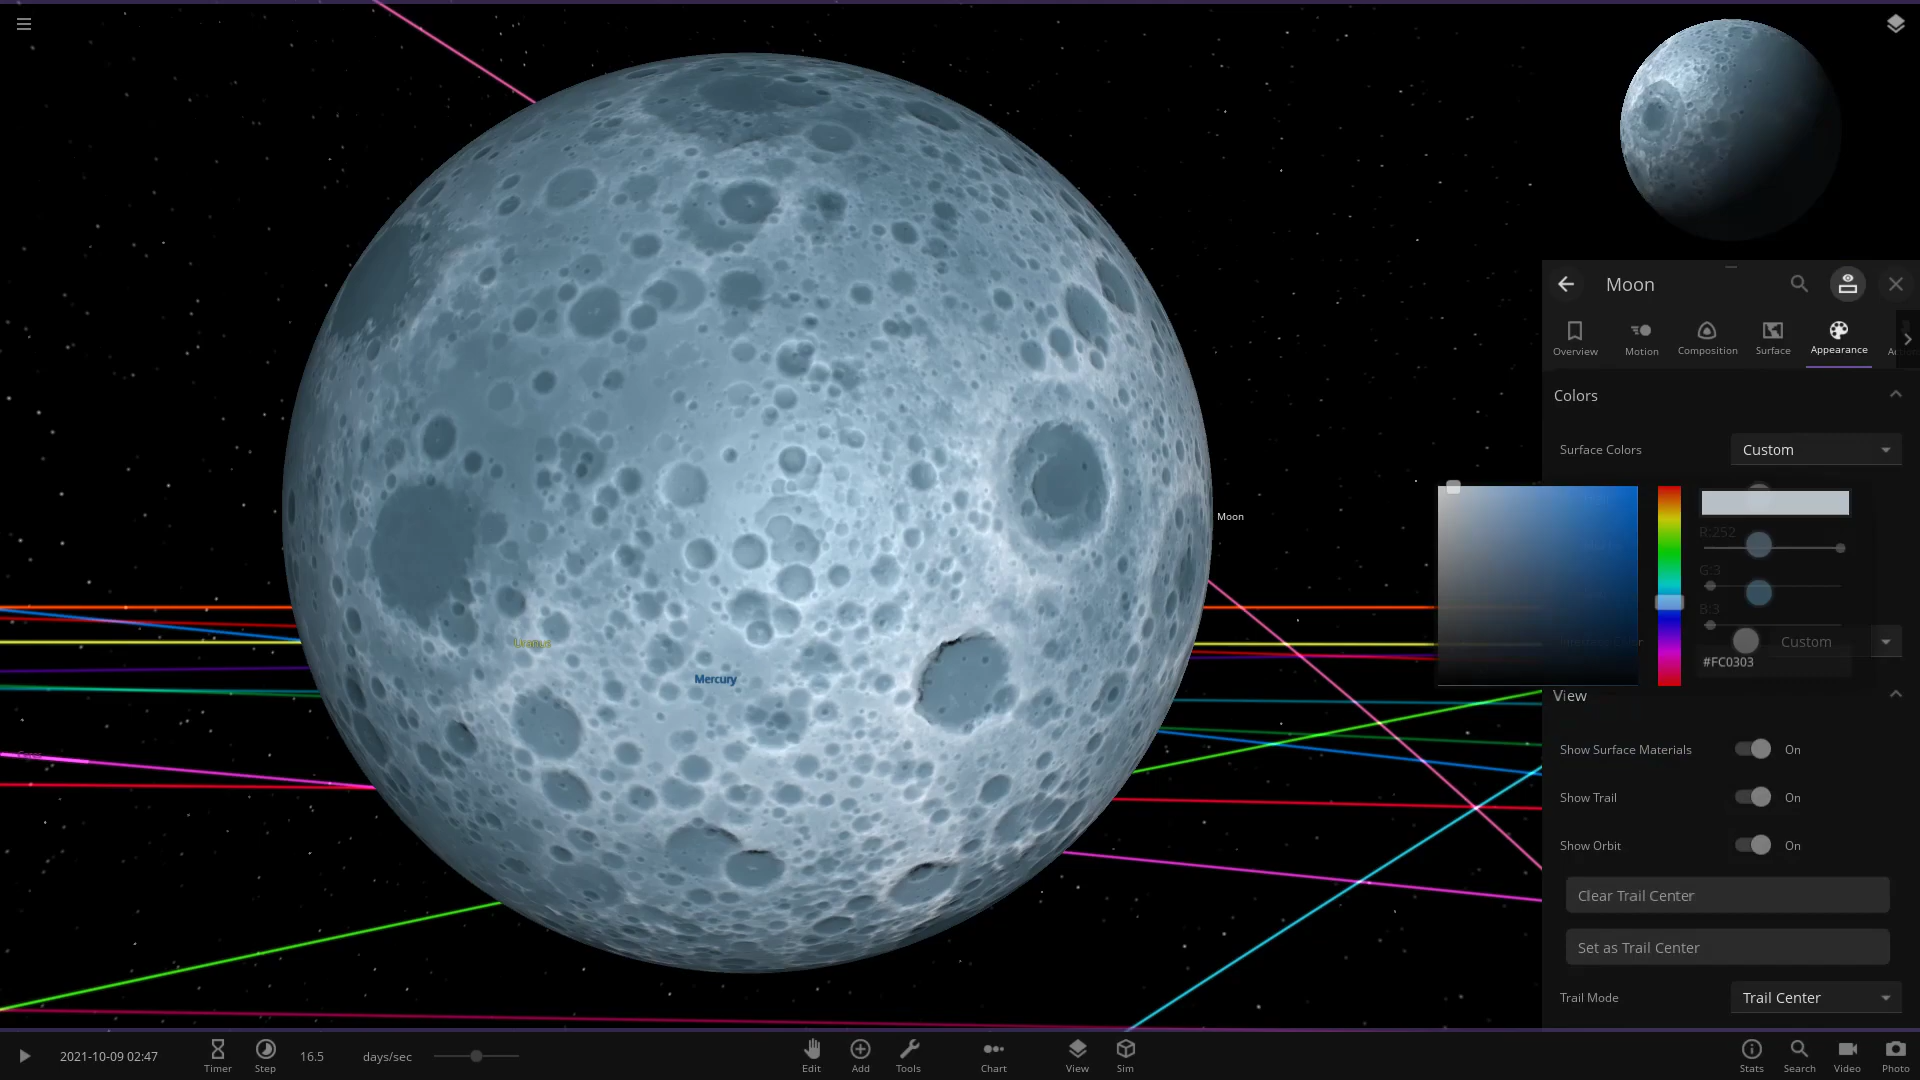 Moon
Overview
Motion
Composition
Surface
Appearance
Colors
Surface Colors
Custom
Moon
R:252
G:3
B:3
Custom
#FC0303
Uranus
Mercury
Ceres
View
Show Surface Materials
On
Show Trail
On
Show Orbit
On
Clear Trail Center
Set as Trail Center
Trail Mode
Trail Center
2021-10-09 02:47
Timer
Step
16.5
days/sec
Edit
Add
Tools
Chart
View
Sim
Stats
Search
Video
Photo